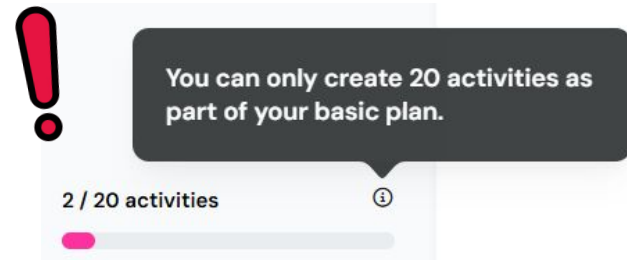 You can only create 20 activities as
part of your basic plan.
2 / 20 activities